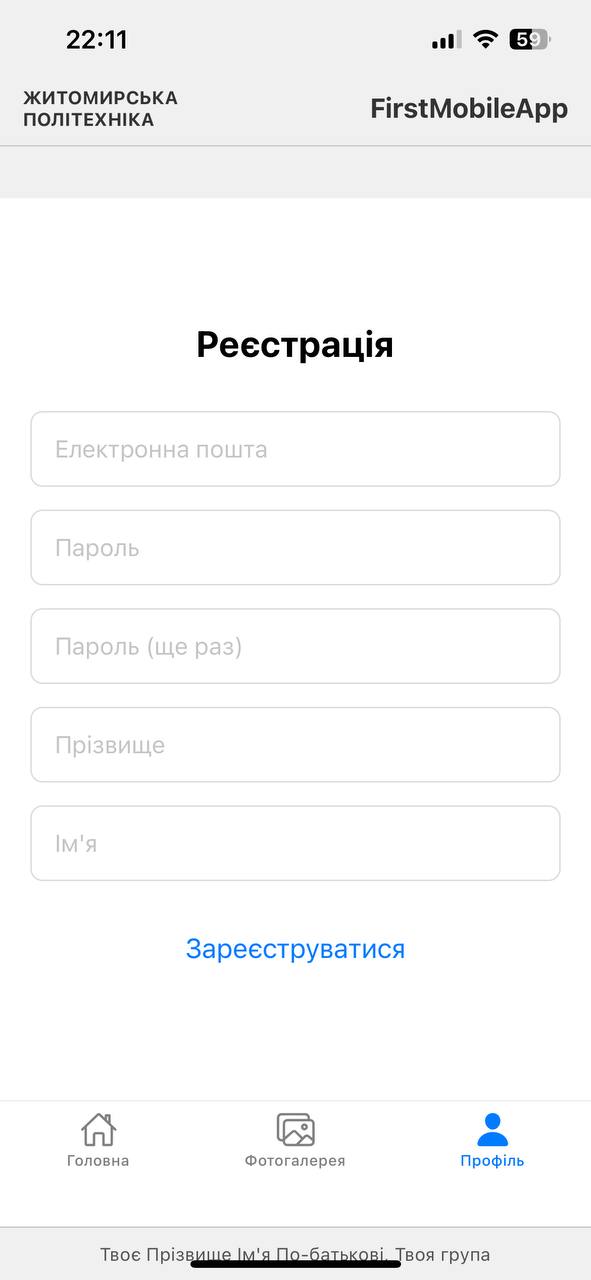 22:11
59
ЖИТОМИРСЬКА
ПОЛІТЕХНІКА
FirstMobileApp
Реєстрація
Електронна пошта
Пароль
Пароль (ще раз)
Прізвище
Ім'я
Зареєструватися
Головна
Фотогалерея
Профіль
Твоє Прізвище Ім'я По-батькові, Твоя група